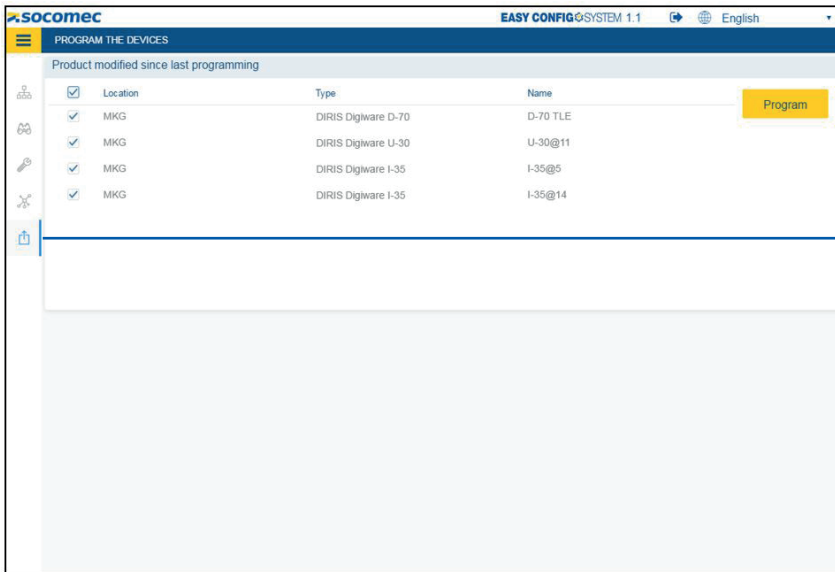 socomec EASY CONFIG SYSTEM 1.1 English
PROGRAM THE DEVICES
Product modified since last programming
Location Type Name
Program
MKG DIRIS Digiware D-70 D-70 TLE
MKG DIRIS Digiware U-30 U-30@11
MKG DIRIS Digiware I-35 I-35@5
MKG DIRIS Digiware I-35 I-35@14